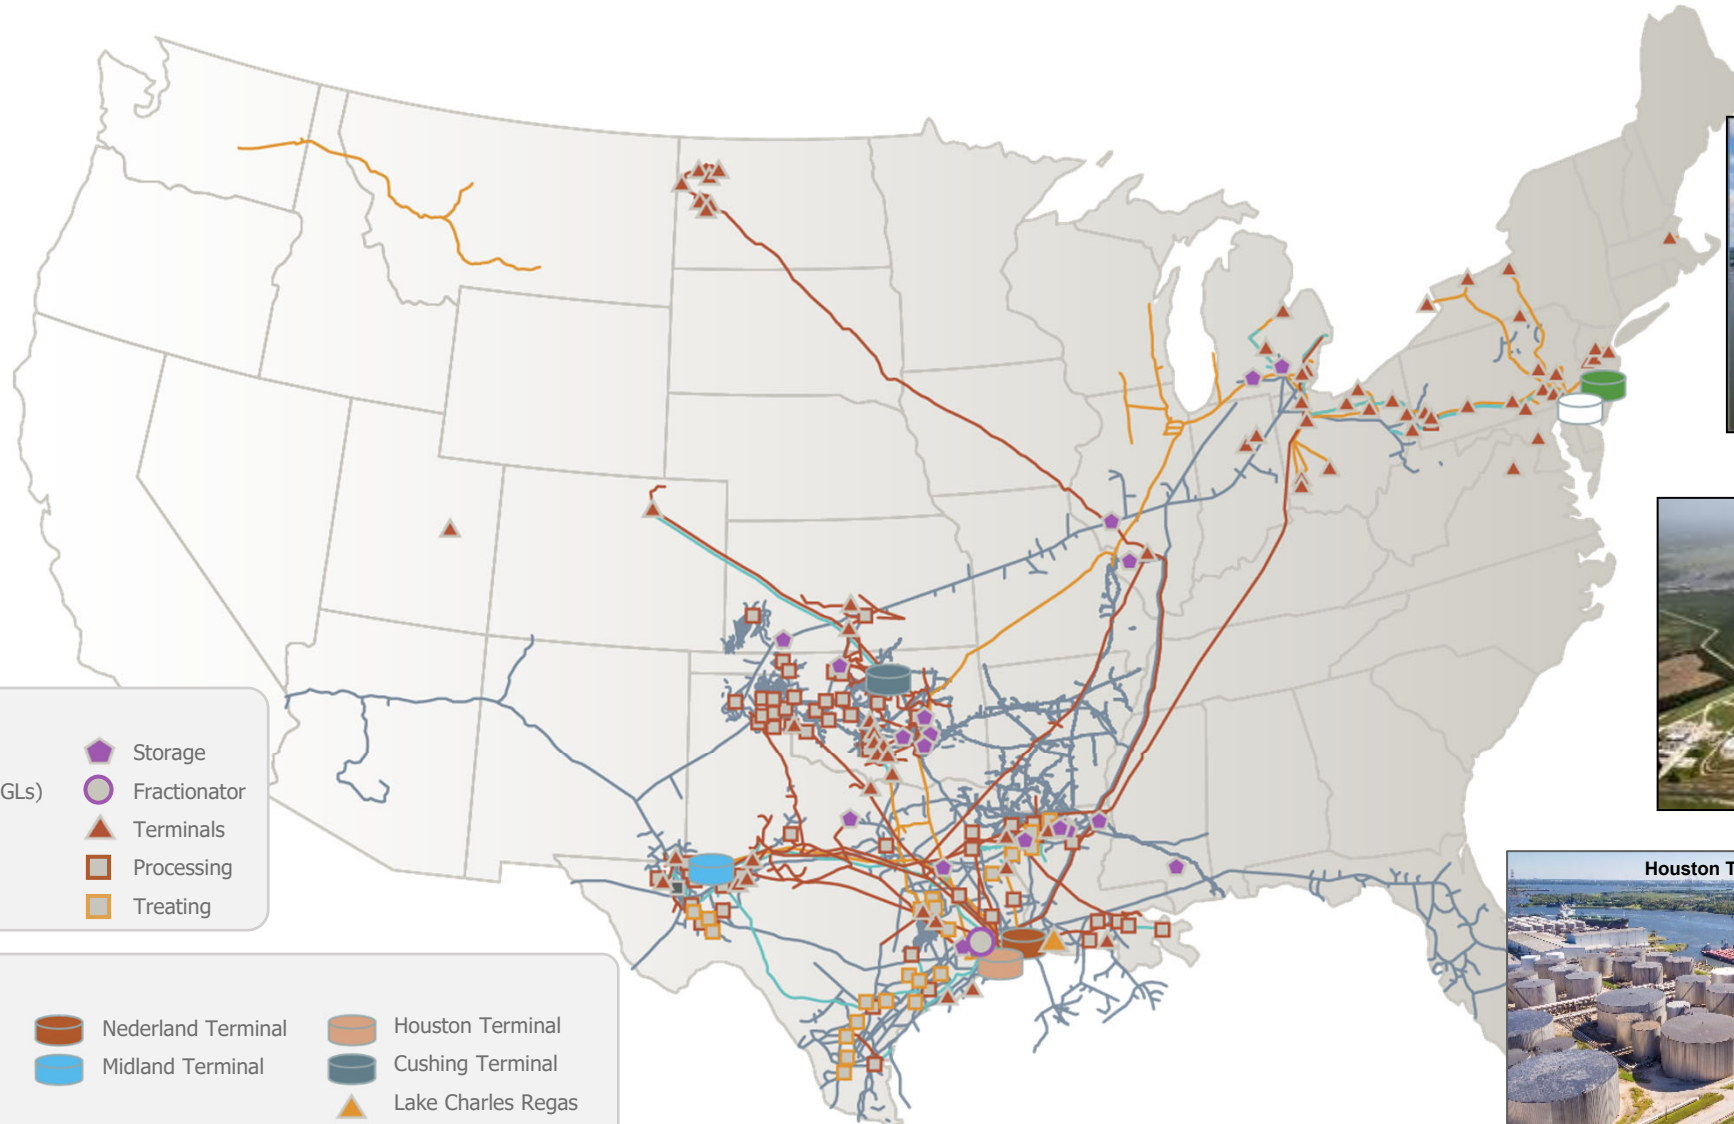 Storage
GLs)
Fractionator
Terminals
Processing
Treating
Nederland Terminal
Houston Terminal
Midland Terminal
Cushing Terminal
Lake Charles Regas
Houston T